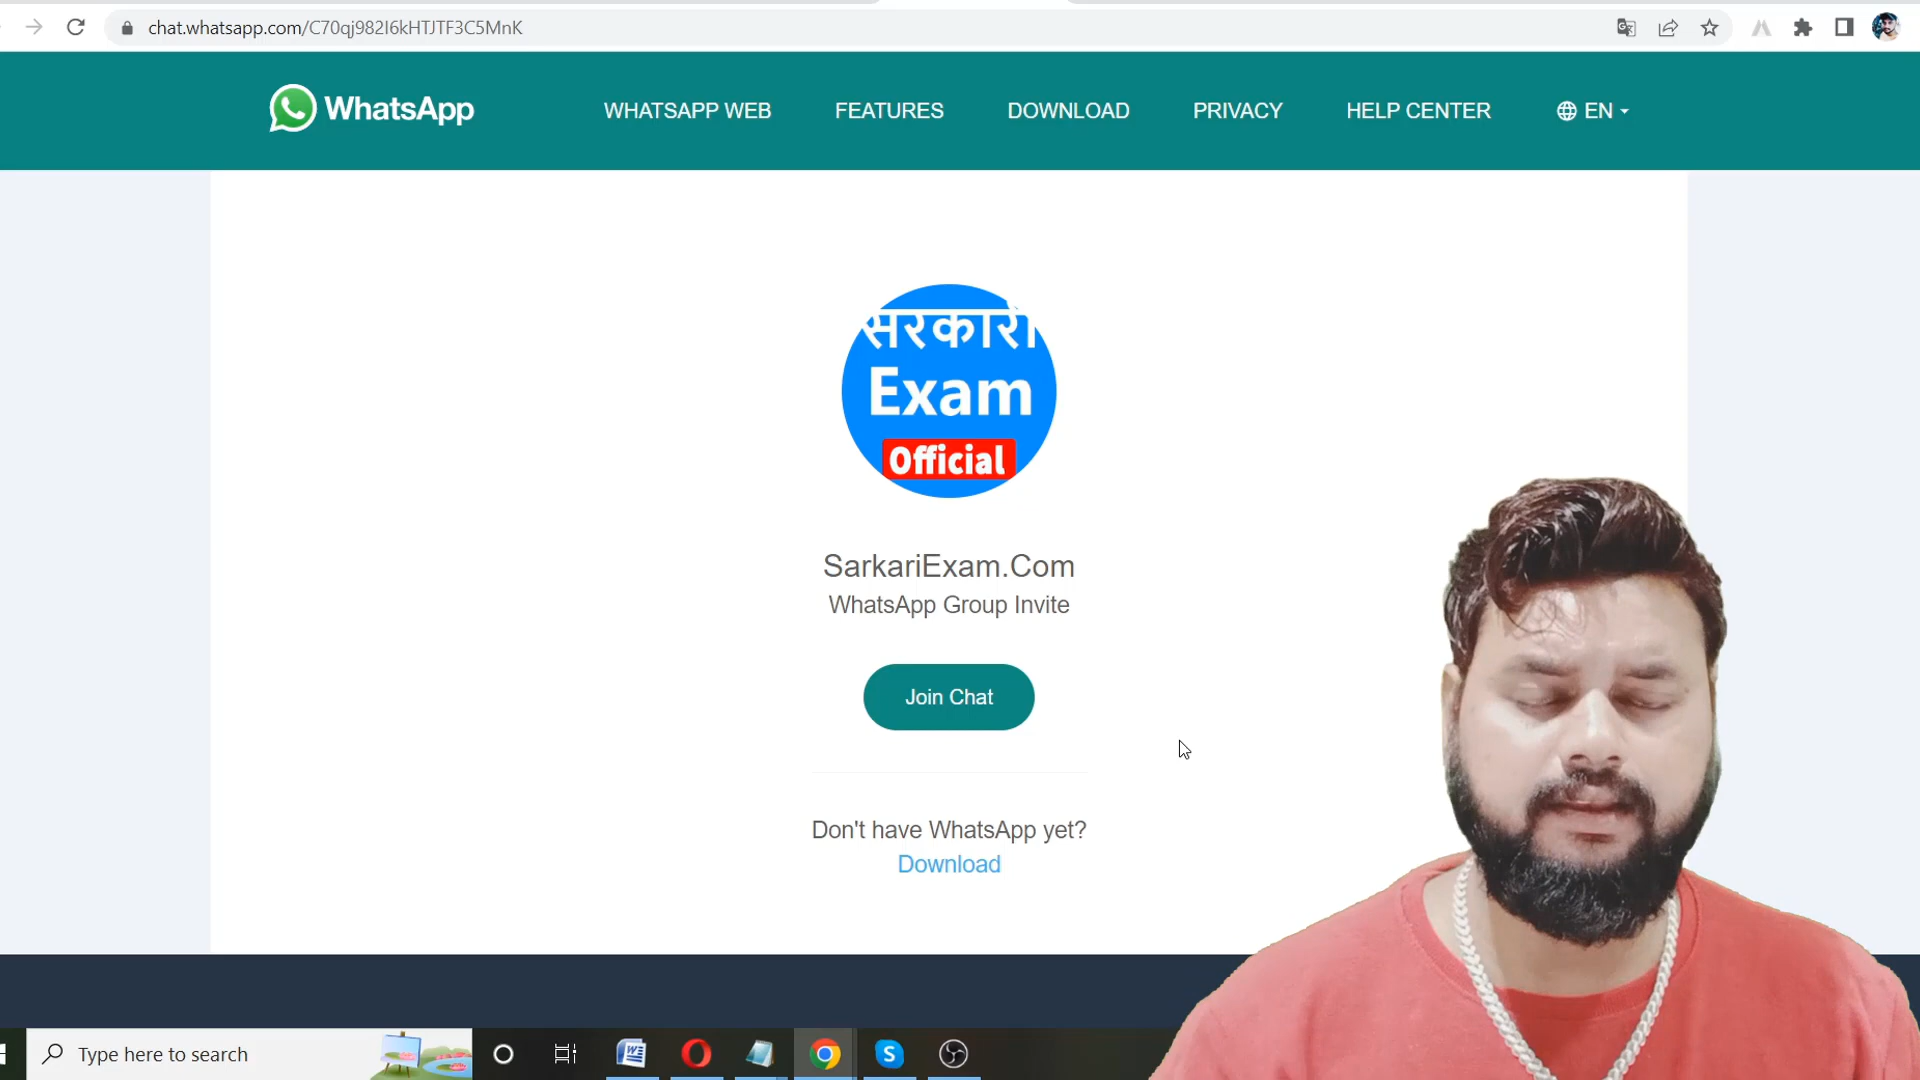 chat.whatsapp.com/C70qj982I6kHTJTF3C5MnK
WhatsApp
WHATSAPP WEB
FEATURES
DOWNLOAD
PRIVACY
HELP CENTER
EN
सरकारी
Exam
Official
SarkariExam.Com
WhatsApp Group Invite
Join Chat
Don't have WhatsApp yet?
Download
Type here to search